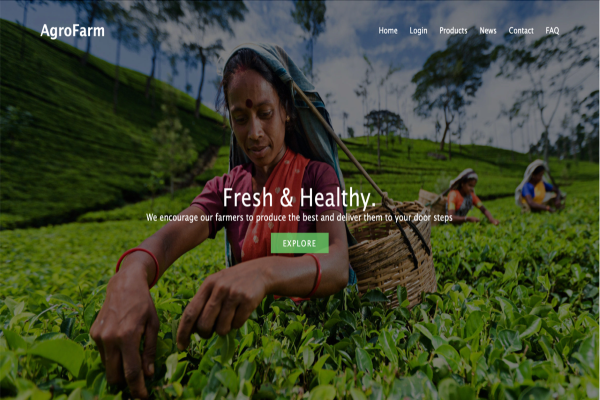 AgroFarm
Home Login Products News Contact FAQ
Fresh & Healthy.
We encourage our farmers to produce the best and deliver them to your door steps
EXPLORE